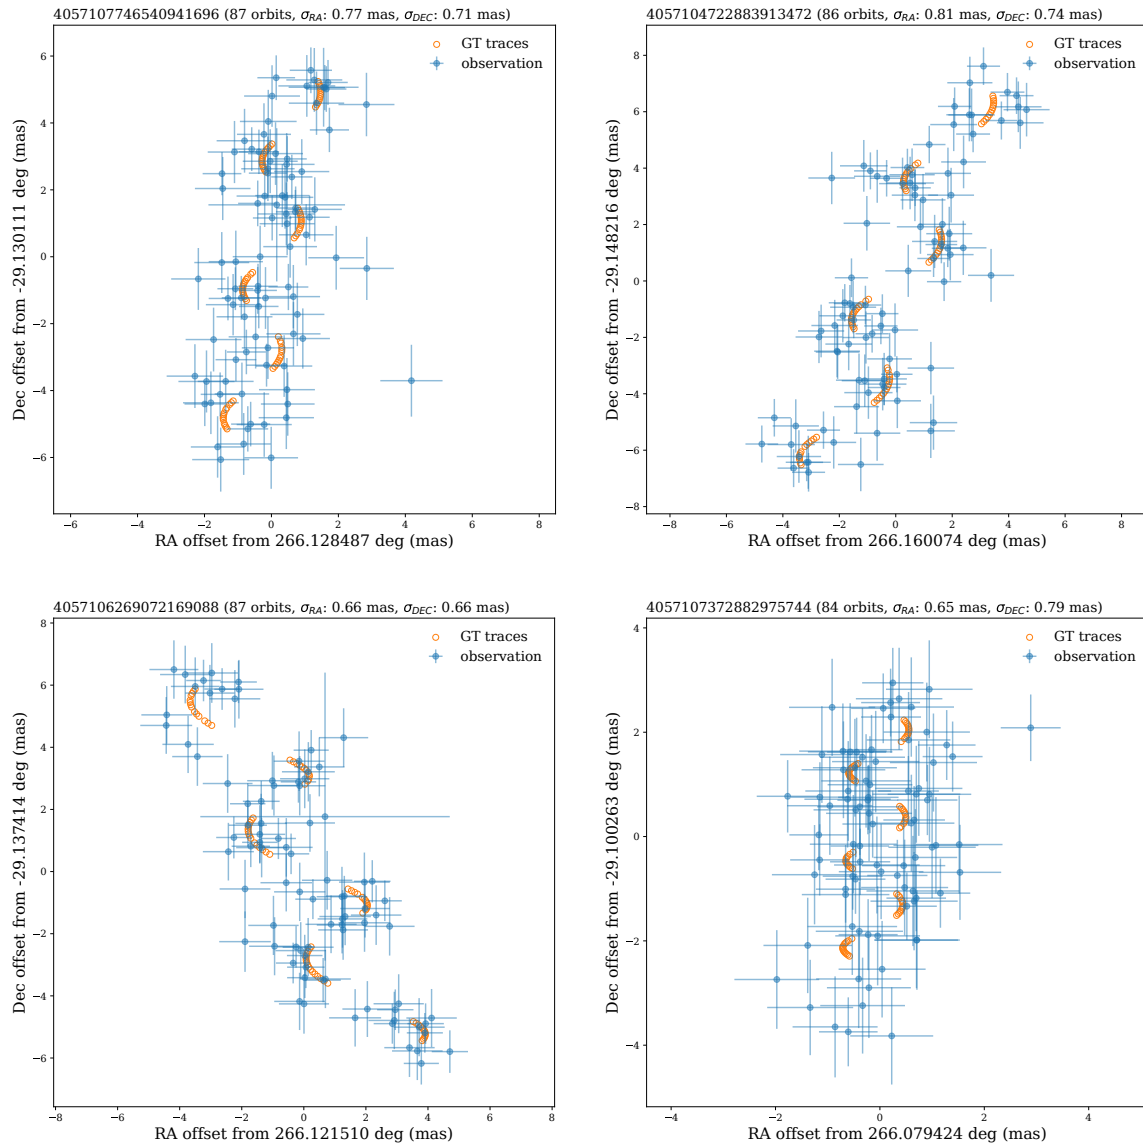 4057107746540941696 (87 orbits, σRA: 0.77 mas, σDEC: 0.71 mas)
GT traces
observation
Dec offset from -29.130111 deg (mas)
6
4
2
0
−2
−4
−6
−6 −4 −2 0 2 4 6 8
RA offset from 266.128487 deg (mas)
4057104722883913472 (86 orbits, σRA: 0.81 mas, σDEC: 0.74 mas)
GT traces
observation
Dec offset from -29.148216 deg (mas)
8
6
4
2
0
−2
−4
−6
−8
−8 −6 −4 −2 0 2 4 6 8
RA offset from 266.160074 deg (mas)
4057106269072169088 (87 orbits, σRA: 0.66 mas, σDEC: 0.66 mas)
GT traces
observation
Dec offset from -29.137414 deg (mas)
8
6
4
2
0
−2
−4
−6
−8 −6 −4 −2 0 2 4 6 8
RA offset from 266.121510 deg (mas)
4057107372882975744 (84 orbits, σRA: 0.65 mas, σDEC: 0.79 mas)
GT traces
observation
Dec offset from -29.100263 deg (mas)
4
2
0
−2
−4
−4 −2 0 2 4
RA offset from 266.079424 deg (mas)